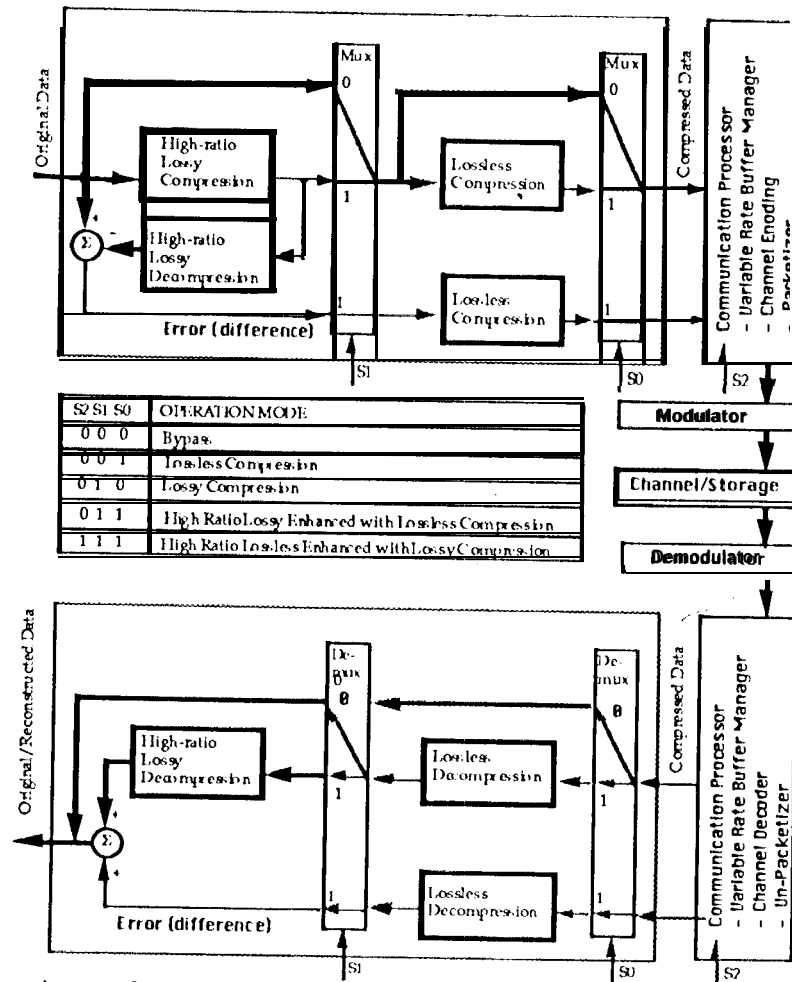 Original Data
High-ratio
Lossy
Compression
High-ratio
Lossy
Decompression
+
-
Σ
Error (difference)
Mux
0
1
1
S1
Lossless
Compression
Lossless
Compression
Mux
0
1
1
S0
Compressed Data
Communication Processor
- Variable Rate Buffer Manager
- Channel Enoding
- Packetizer
S2
S2 S1 S0 OPERATION MODE
0 0 0 Bypass
0 0 1 Lossless Compression
0 1 0 Lossy Compression
0 1 1 High Ratio Lossy Enhanced with Lossless Compression
1 1 1 High Ratio Lossless Enhanced with Lossy Compression
Modulator
Channel/Storage
Demodulator
Original/Reconstructed Data
High-ratio
Lossy
Decompression
+
Σ
+
Error (difference)
De-
mux
0
0
1
1
S1
Lossless
Decompression
Lossless
Decompression
De-
mux
0
1
1
S0
Compressed Data
Communication Processor
- Variable Rate Buffer Manager
- Channel Decoder
- Un-Packetizer
S2